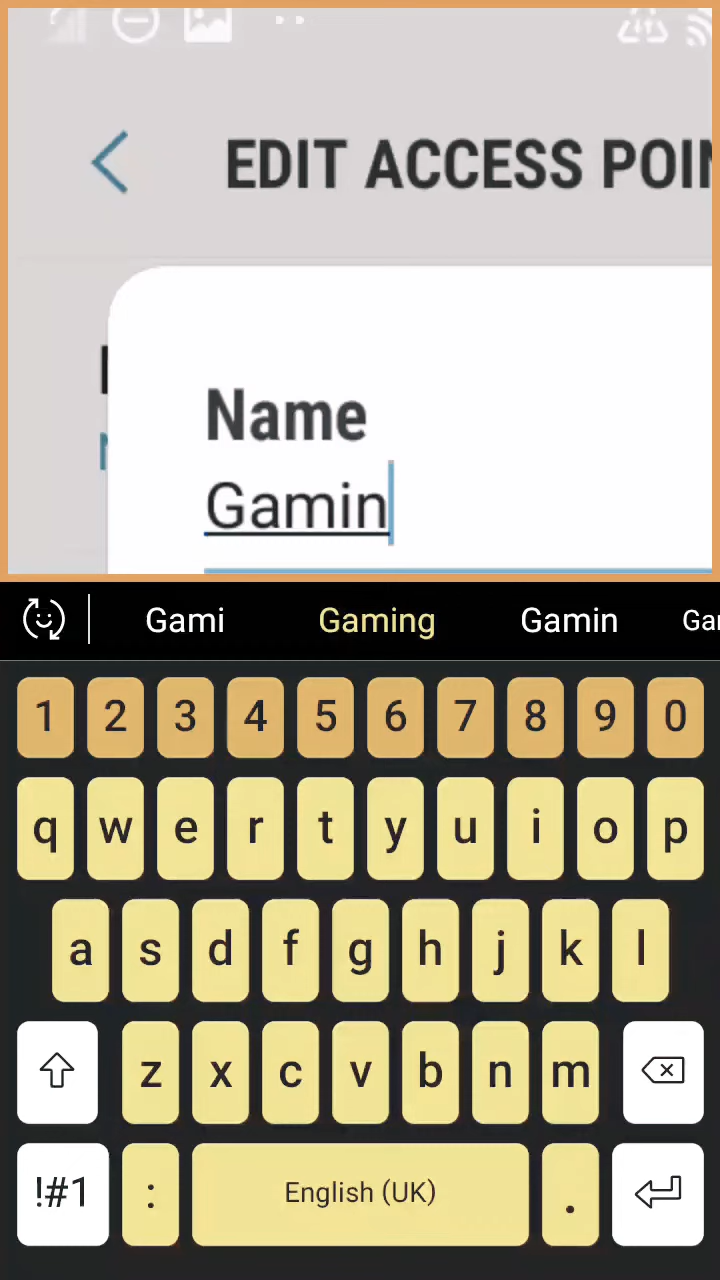 EDIT ACCESS POIN
Name
Gamin
Gami Gaming Gamin
1 2 3 4 5 6 7 8 9 0
q w e r t y u i o p
a s d f g h j k l
z x c v b n m
!#1 : English (UK) .